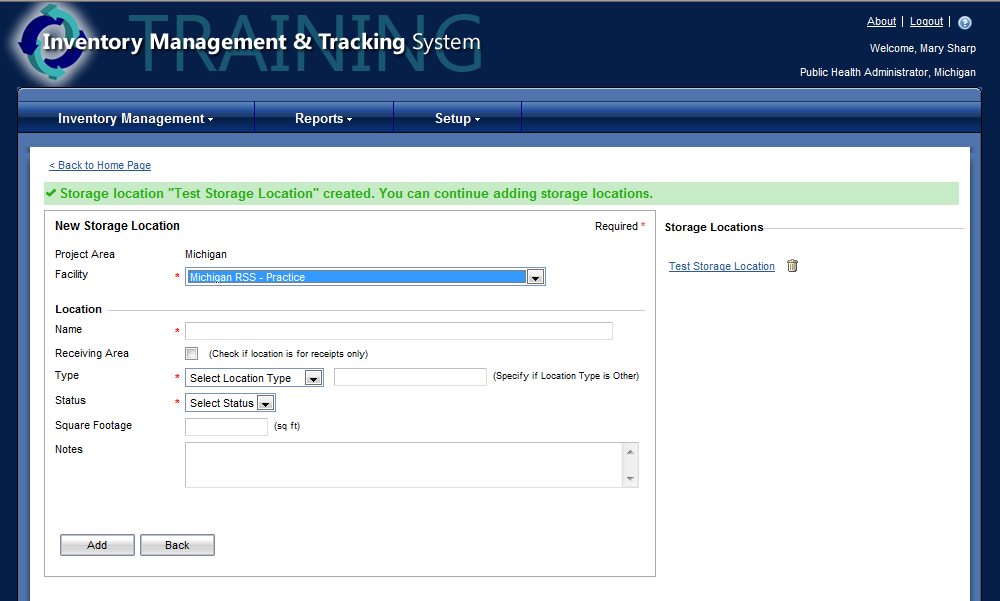 TRAINING
Inventory Management & Tracking System
About | Logout | ?
Welcome, Mary Sharp
Public Health Administrator, Michigan
Inventory Management Reports Setup
< Back to Home Page
Storage location "Test Storage Location" created. You can continue adding storage locations.
New Storage Location Required *
Storage Locations
Project Area Michigan
Facility * Michigan RSS - Practice
Test Storage Location
Location
Name *
Receiving Area (Check if location is for receipts only)
Type * Select Location Type (Specify if Location Type is Other)
Status * Select Status
Square Footage (sq ft)
Notes
Add Back